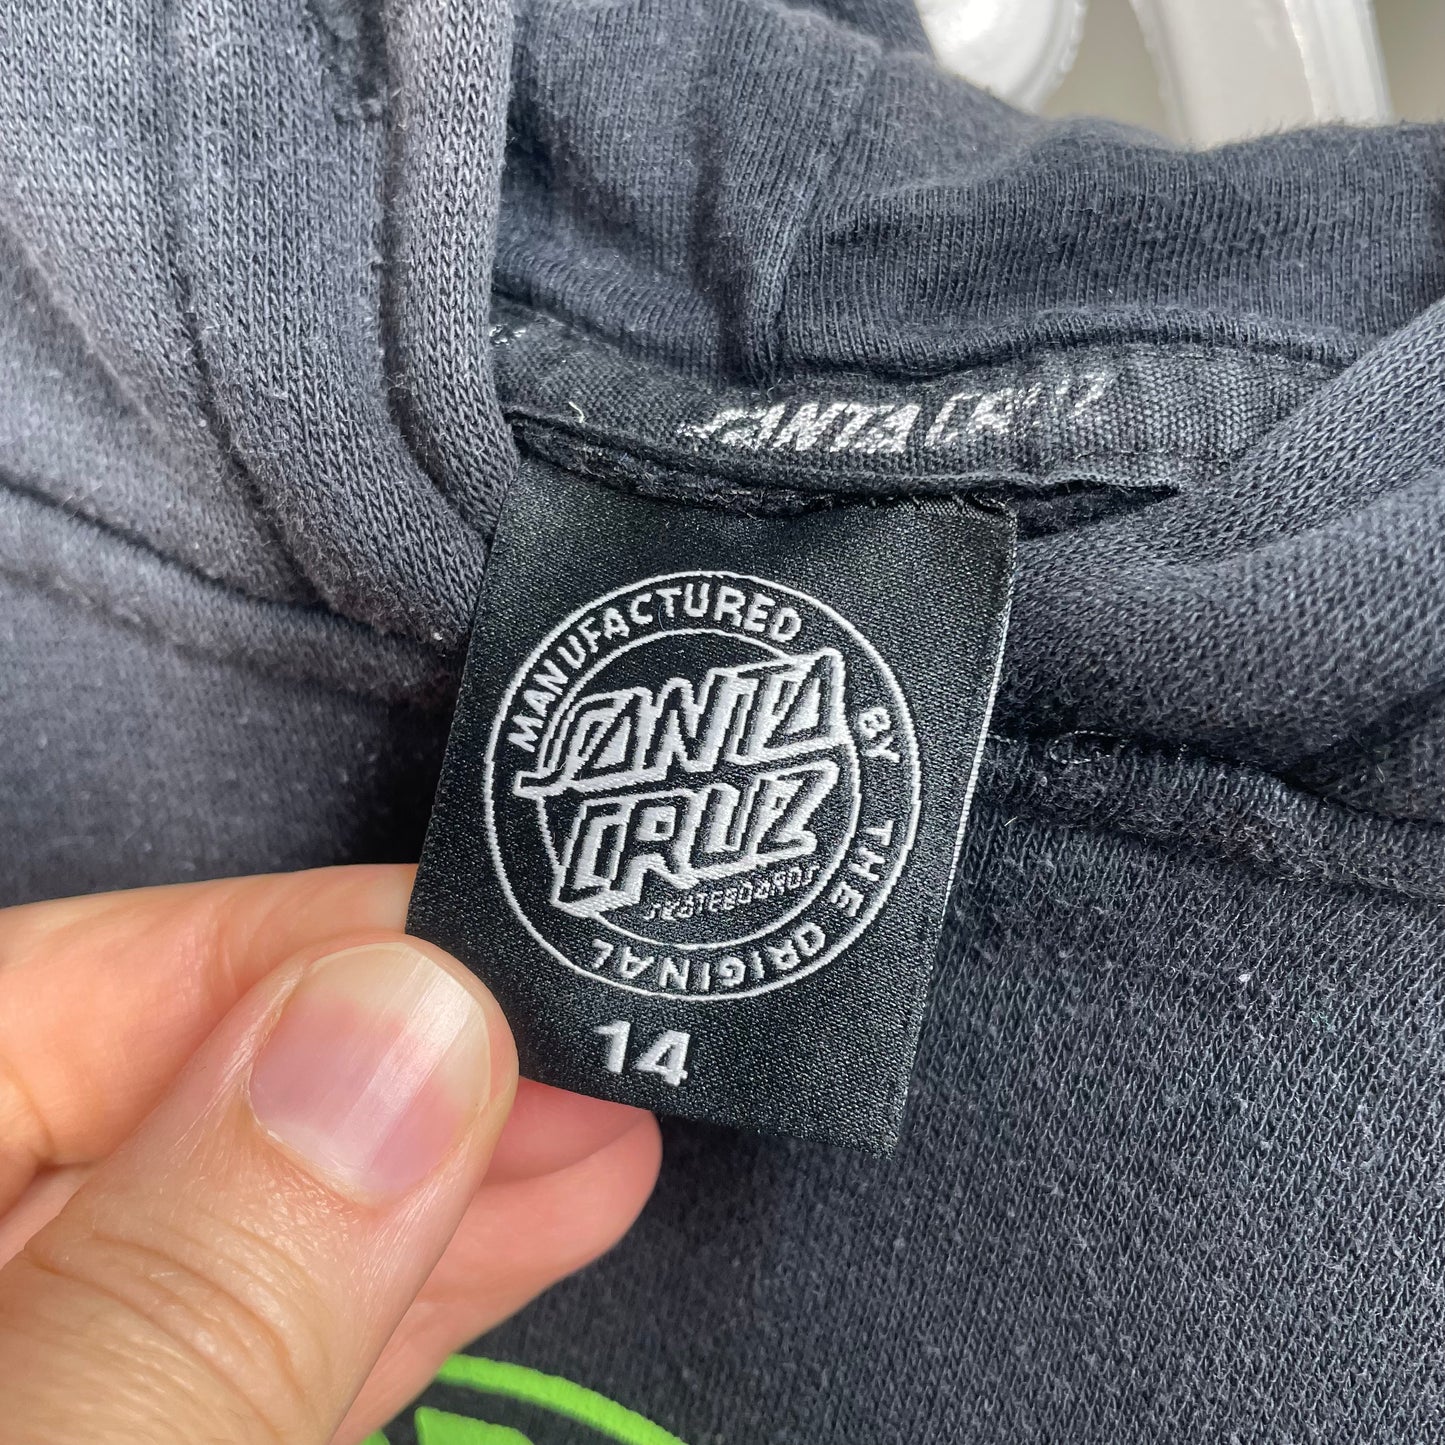 SANTA CRUZ
MANUFACTURED BY THE ORIGINAL
SANTA
CRUZ
SKATEBOARDS
14